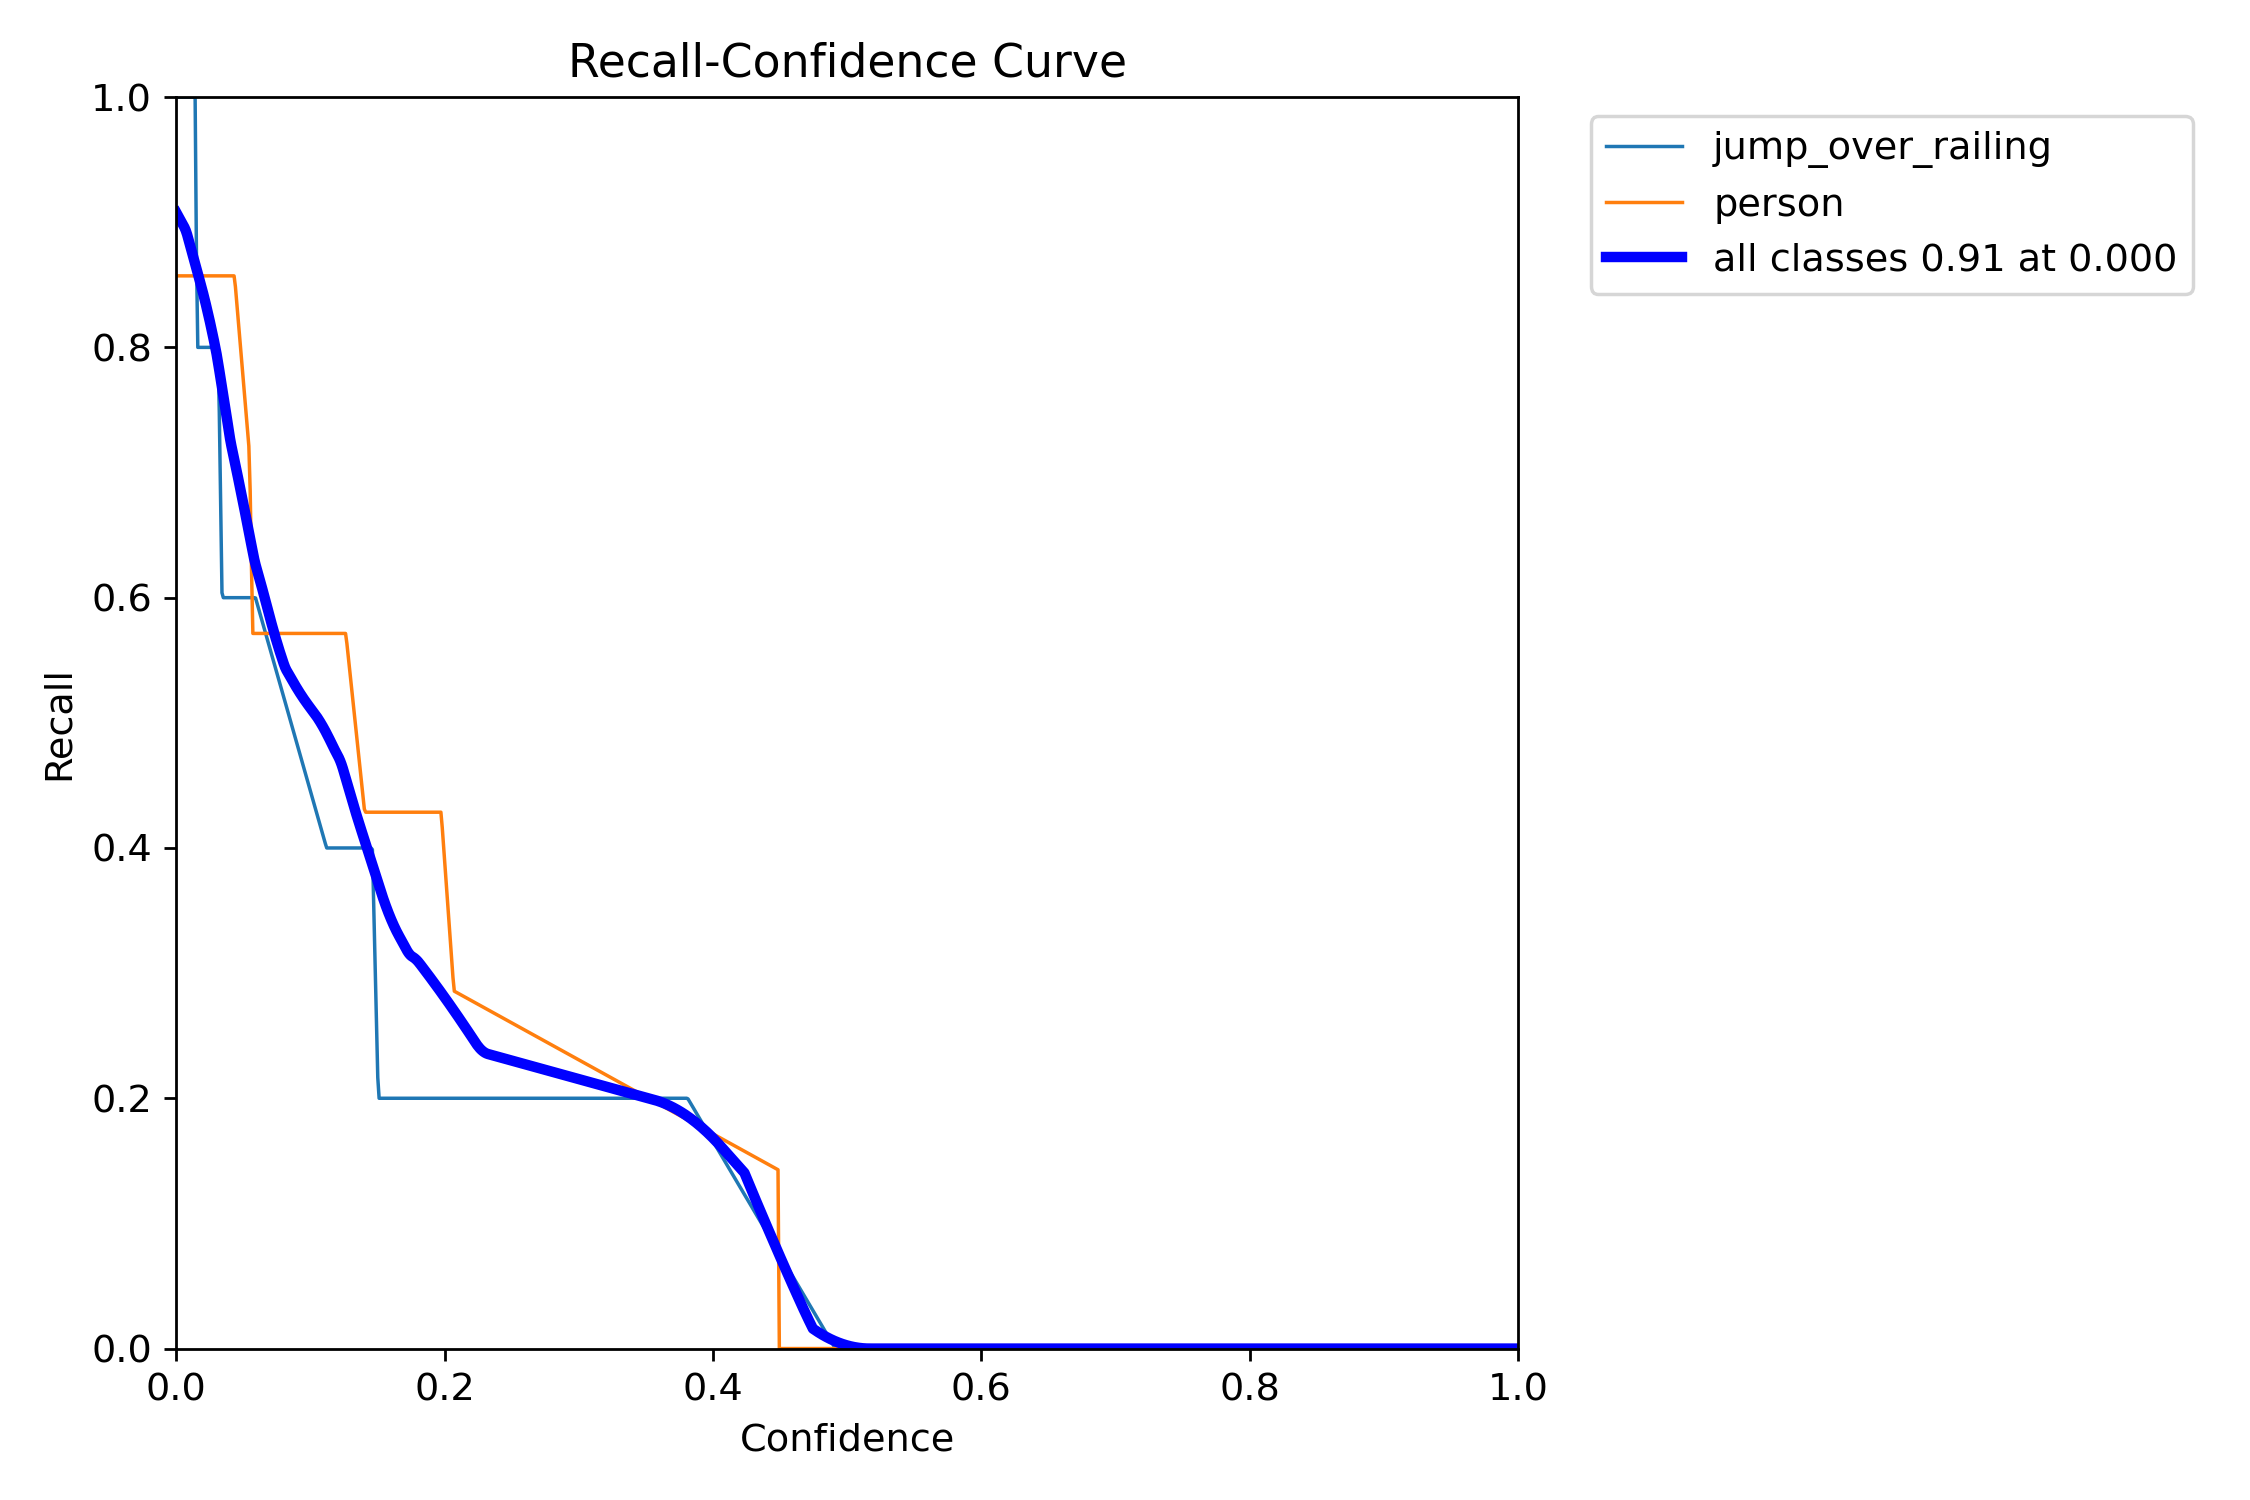 Recall-Confidence Curve
1.0
0.8
0.6
0.4
0.2
0.0
Recall
0.0 0.2 0.4 0.6 0.8 1.0
Confidence
jump_over_railing
person
all classes 0.91 at 0.000